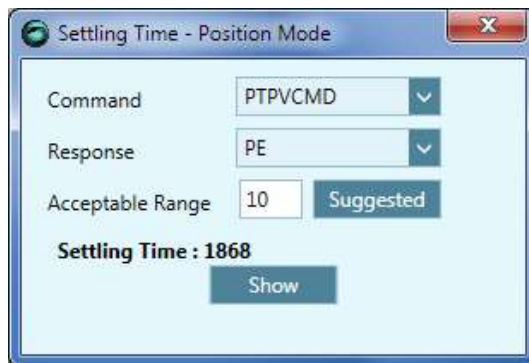 Settling Time - Position Mode
Command PTPVCMD
Response PE
Acceptable Range 10 Suggested
Settling Time : 1868
Show